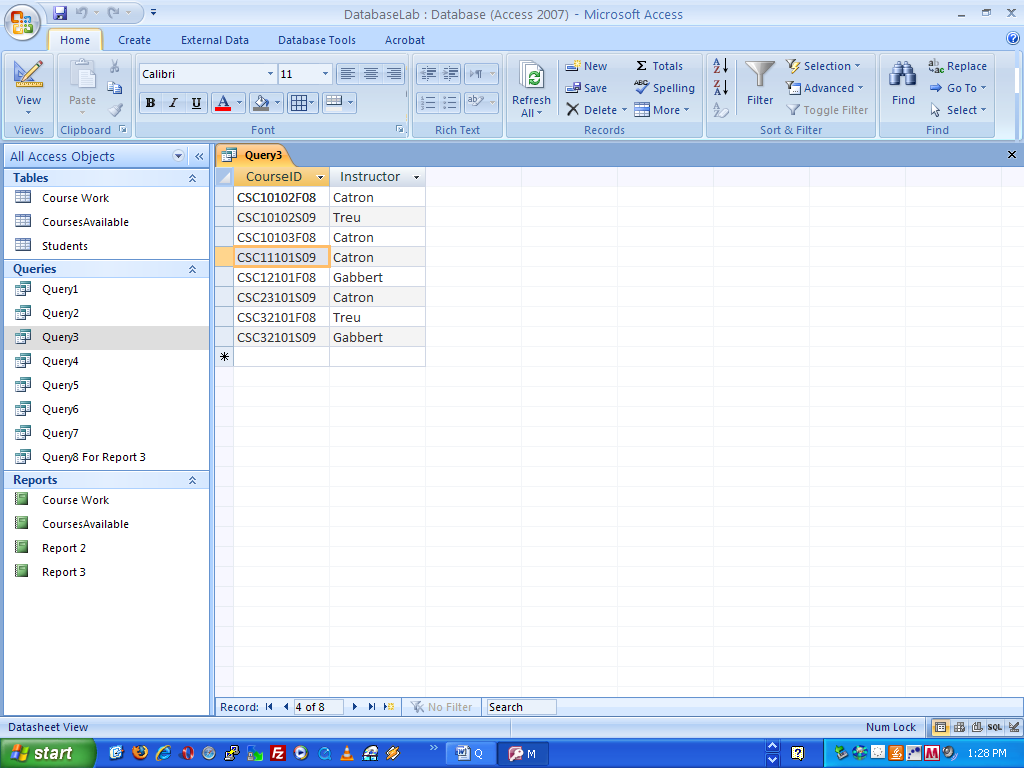 DatabaseLab : Database (Access 2007) - Microsoft Access
Home Create External Data Database Tools Acrobat
View
Views
Paste
Clipboard
Calibri 11
B I U A
Font
Rich Text
Refresh All
New
Save
Delete
Totals
Spelling
More
Records
Filter
Selection
Advanced
Toggle Filter
Sort & Filter
Find
Replace
Go To
Select
Find
All Access Objects
Tables
Course Work
CoursesAvailable
Students
Queries
Query1
Query2
Query3
Query4
Query5
Query6
Query7
Query8 For Report 3
Reports
Course Work
CoursesAvailable
Report 2
Report 3
Query3
CourseID Instructor
CSC10102F08 Catron
CSC10102S09 Treu
CSC10103F08 Catron
CSC11101S09 Catron
CSC12101F08 Gabbert
CSC23101S09 Catron
CSC32101F08 Treu
CSC32101S09 Gabbert
Record: 4 of 8 No Filter Search
Datasheet View Num Lock SQL
start Q M 1:28 PM